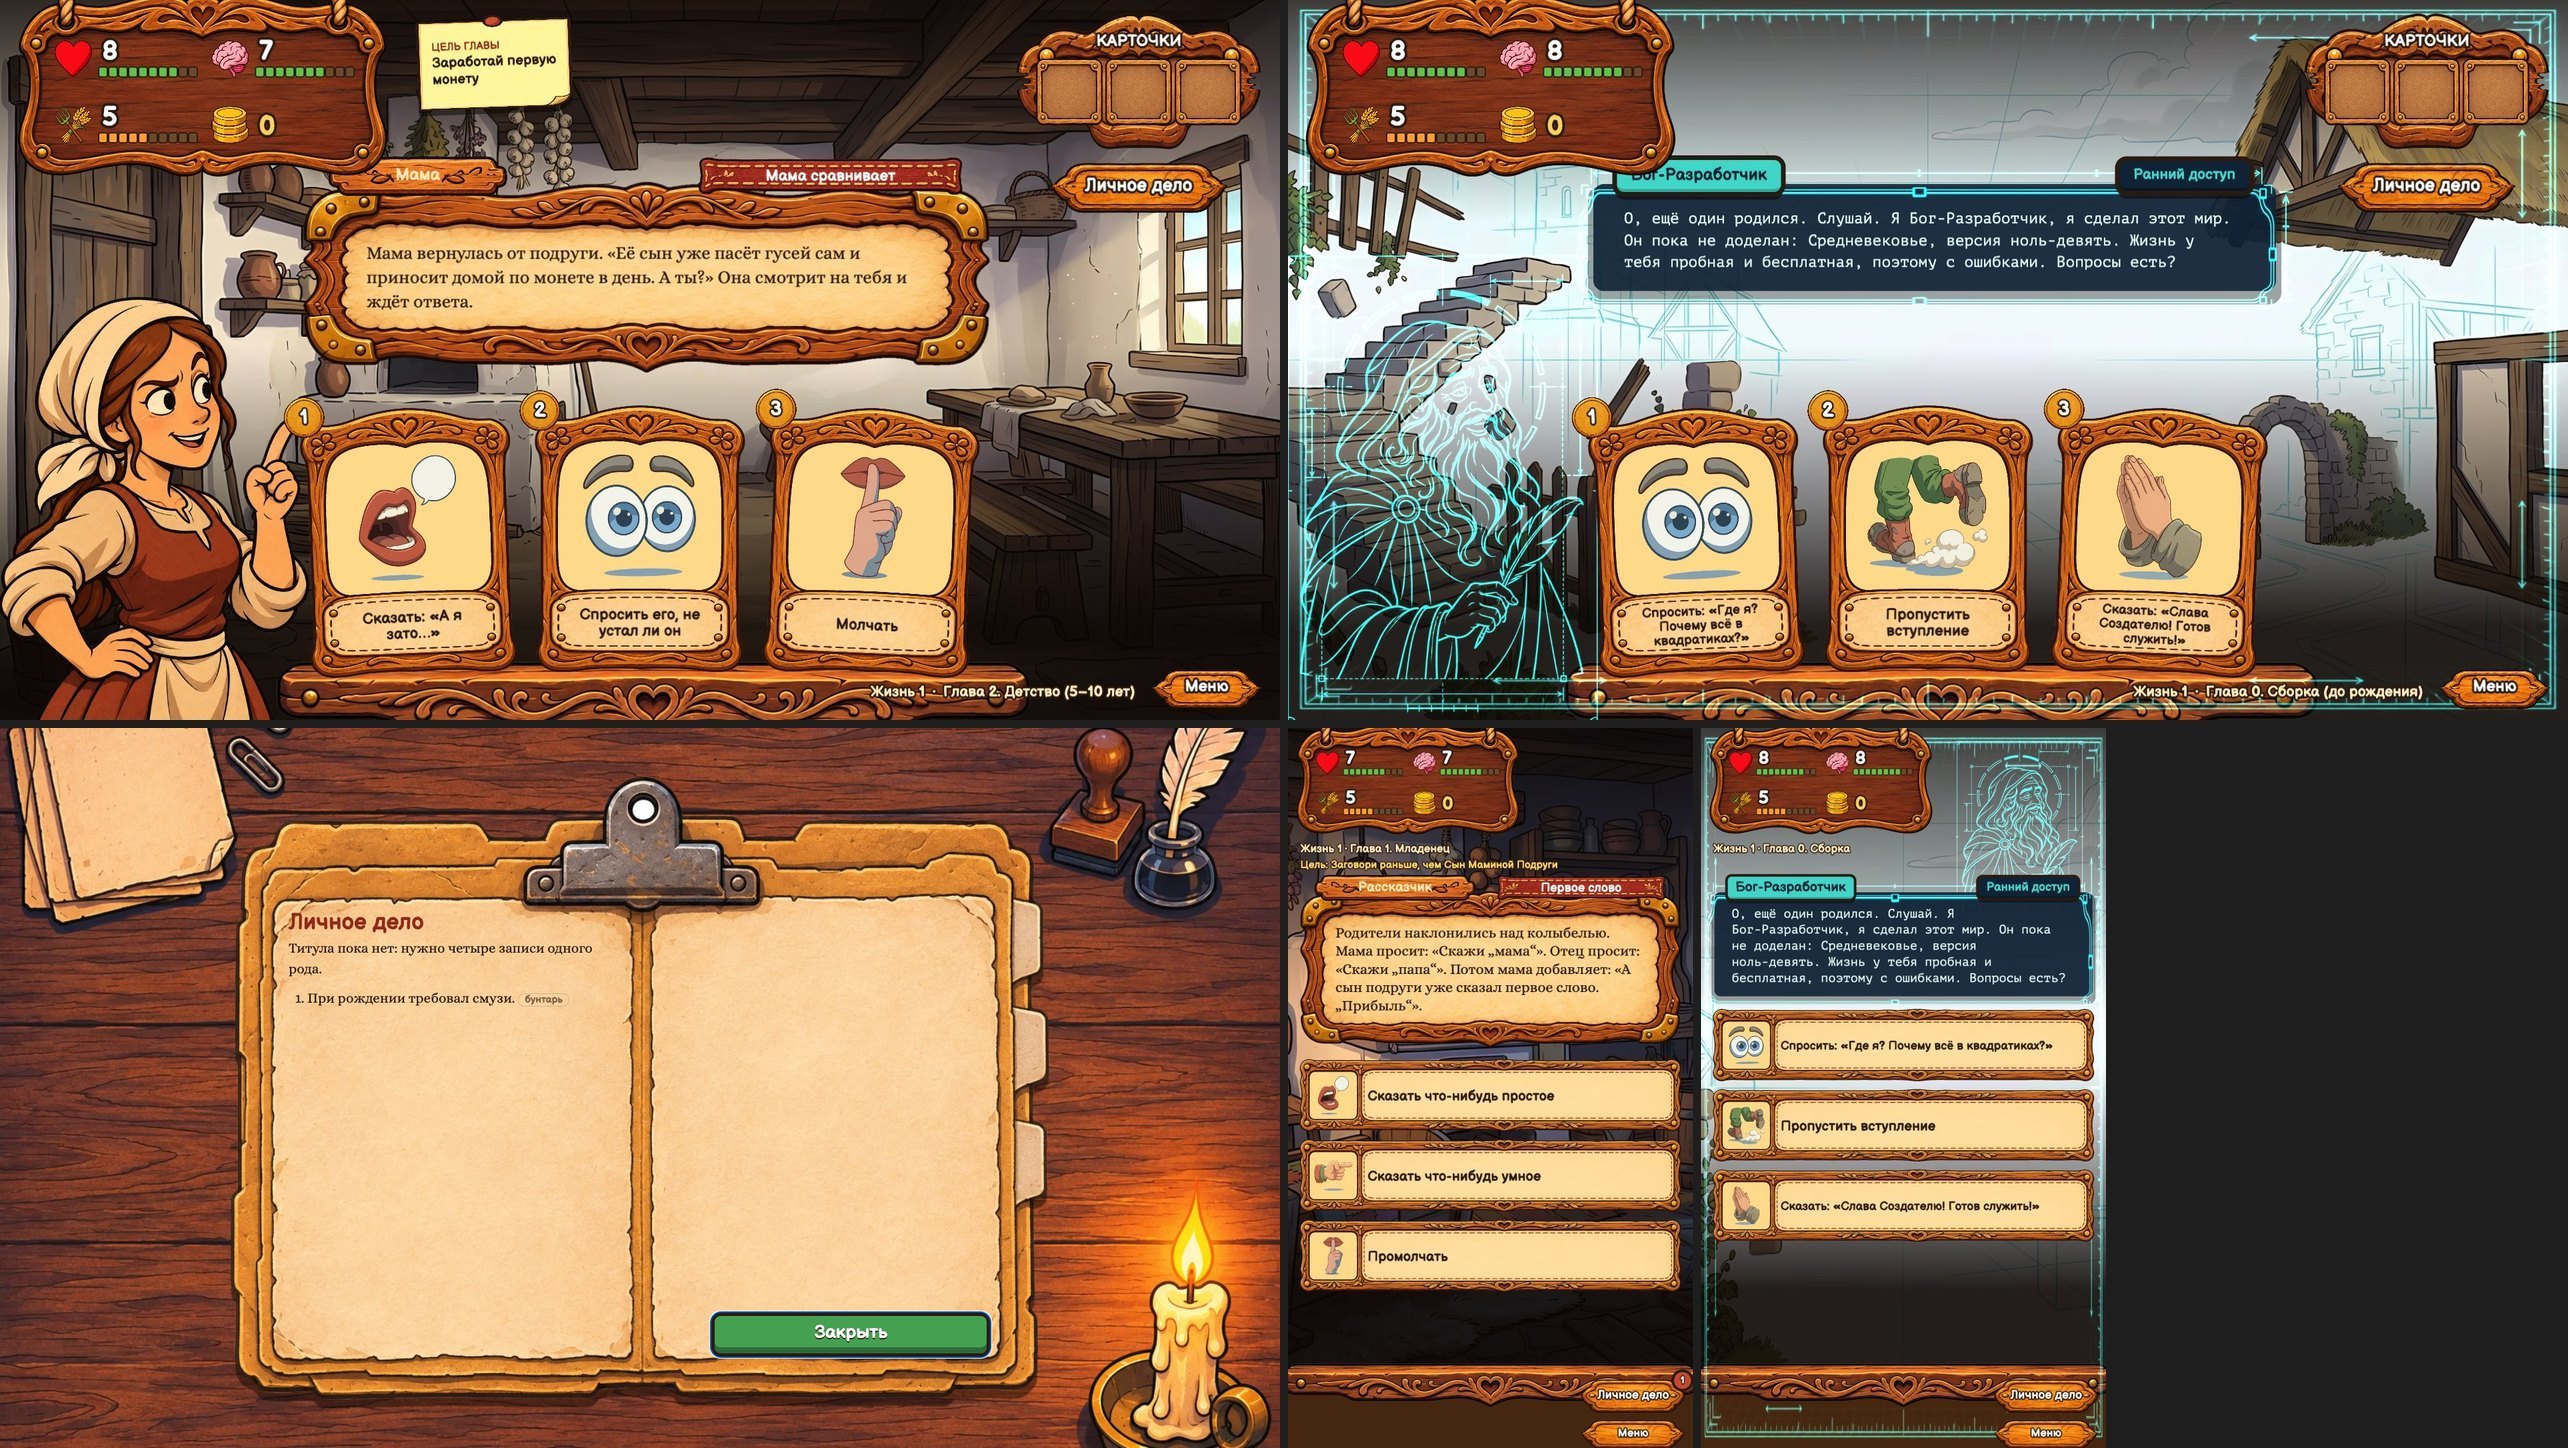 8
7
5
0
ЦЕЛЬ ГЛАВЫ
Заработай первую
монету
КАРТОЧКИ
Личное дело
Мама
Мама сравнивает
Мама вернулась от подруги. «Её сын уже пасёт гусей сам и
приносит домой по монете в день. А ты?» Она смотрит на тебя и
ждёт ответа.
1
2
3
Сказать: «А я
зато...»
Спросить его, не
устал ли он
Молчать
Жизнь 1 · Глава 2. Детство (5–10 лет)
Меню
8
8
5
0
КАРТОЧКИ
Личное дело
Бог-Разработчик
Ранний доступ
О, ещё один родился. Слушай. Я Бог-Разработчик, я сделал этот мир.
Он пока не доделан: Средневековье, версия ноль-девять. Жизнь у
тебя пробная и бесплатная, поэтому с ошибками. Вопросы есть?
1
2
3
Спросить: «Где я?
Почему всё в
квадратиках?»
Пропустить
вступление
Сказать: «Слава
Создателю! Готов
служить!»
Жизнь 1 · Глава 0. Сборка (до рождения)
Меню
Личное дело
Титула пока нет: нужно четыре записи одного
рода.
1. При рождении требовал смузи. бунтарь
Закрыть
7
7
5
0
Жизнь 1 · Глава 1. Младенец
Цель: Заговори раньше, чем Сын Маминой Подруги
Рассказчик
Первое слово
Родители наклонились над колыбелью.
Мама просит: «Скажи „мама“». Отец просит:
«Скажи „папа“». Потом мама добавляет: «А
сын подруги уже сказал первое слово.
„Прибыль“».
Сказать что-нибудь простое
Сказать что-нибудь умное
Промолчать
1
Личное дело
Меню
8
8
5
0
Жизнь 1 · Глава 0. Сборка
Бог-Разработчик
Ранний доступ
О, ещё один родился. Слушай. Я
Бог-Разработчик, я сделал этот мир. Он пока
не доделан: Средневековье, версия
ноль-девять. Жизнь у тебя пробная и
бесплатная, поэтому с ошибками. Вопросы есть?
Спросить: «Где я? Почему всё в квадратиках?»
Пропустить вступление
Сказать: «Слава Создателю! Готов служить!»
Личное дело
Меню